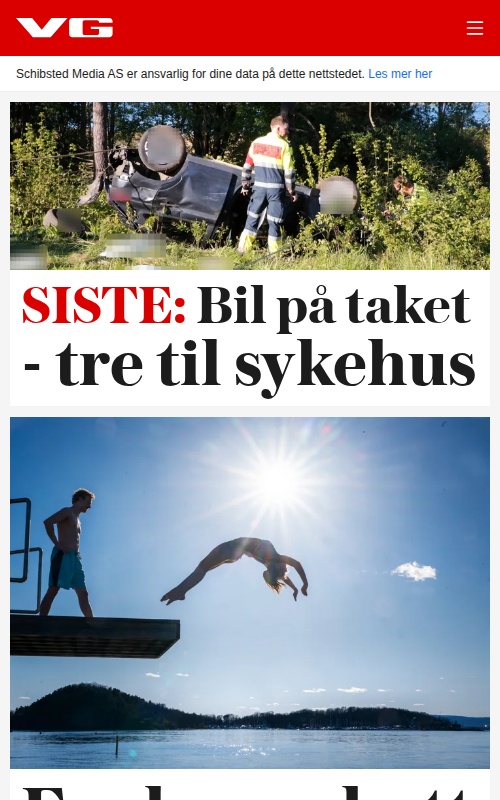 VG
Schibsted Media AS er ansvarlig for dine data på dette nettstedet. Les mer her
SISTE: Bil på taket
- tre til sykehus